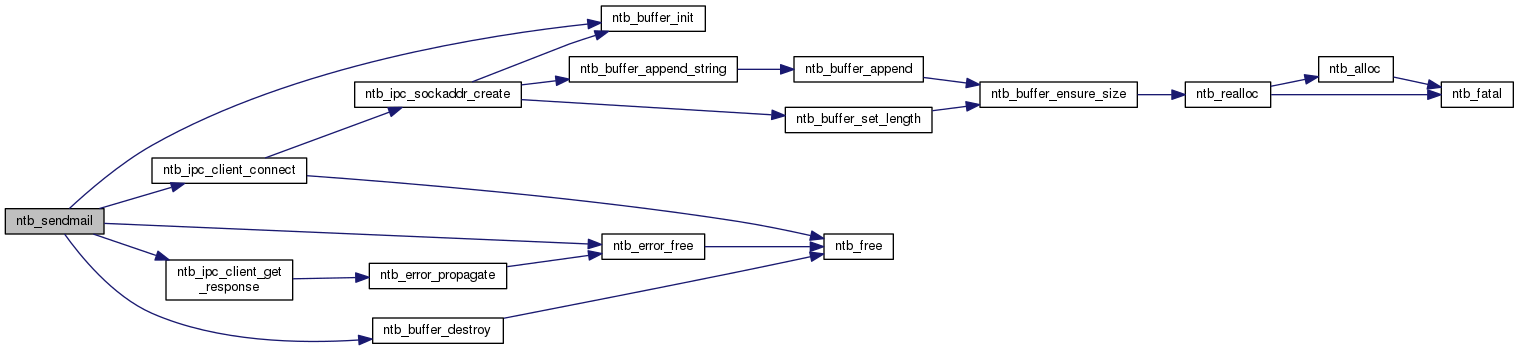 ntb_buffer_init
ntb_buffer_append_string
ntb_buffer_append
ntb_alloc
ntb_ipc_sockaddr_create
ntb_buffer_ensure_size
ntb_realloc
ntb_fatal
ntb_buffer_set_length
ntb_ipc_client_connect
ntb_sendmail
ntb_error_free
ntb_free
ntb_ipc_client_get
_response
ntb_error_propagate
ntb_buffer_destroy